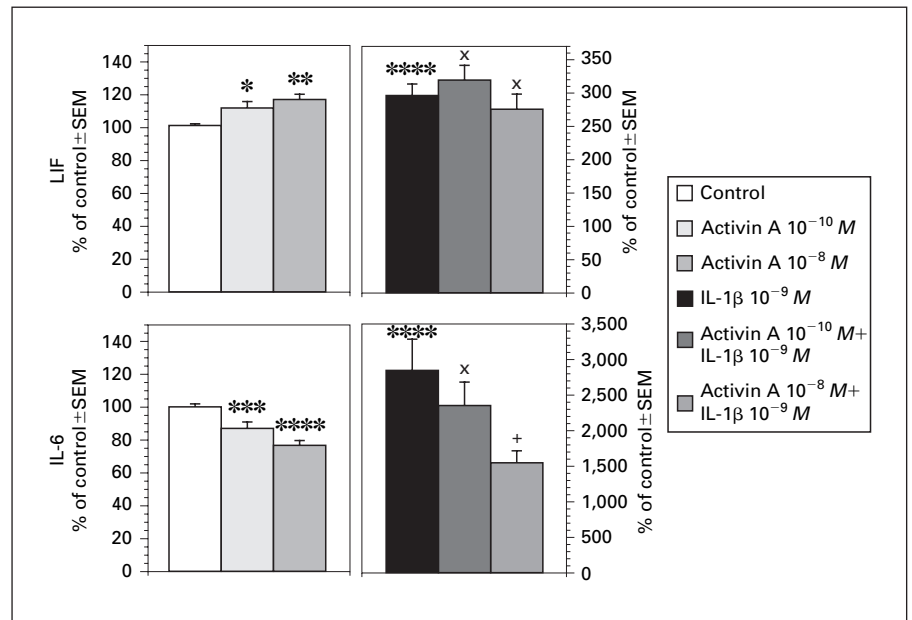 LIF
% of control±SEM
140
120
100
80
60
40
20
0
*
**
****
x
x
350
300
250
200
150
100
50
0
% of control±SEM
IL-6
% of control±SEM
140
120
100
80
60
40
20
0
***
****
****
x
+
3,500
3,000
2,500
2,000
1,500
1,000
500
0
% of control±SEM
Control
Activin A 10⁻¹⁰ M
Activin A 10⁻⁸ M
IL-1β 10⁻⁹ M
Activin A 10⁻¹⁰ M+
IL-1β 10⁻⁹ M
Activin A 10⁻⁸ M+
IL-1β 10⁻⁹ M